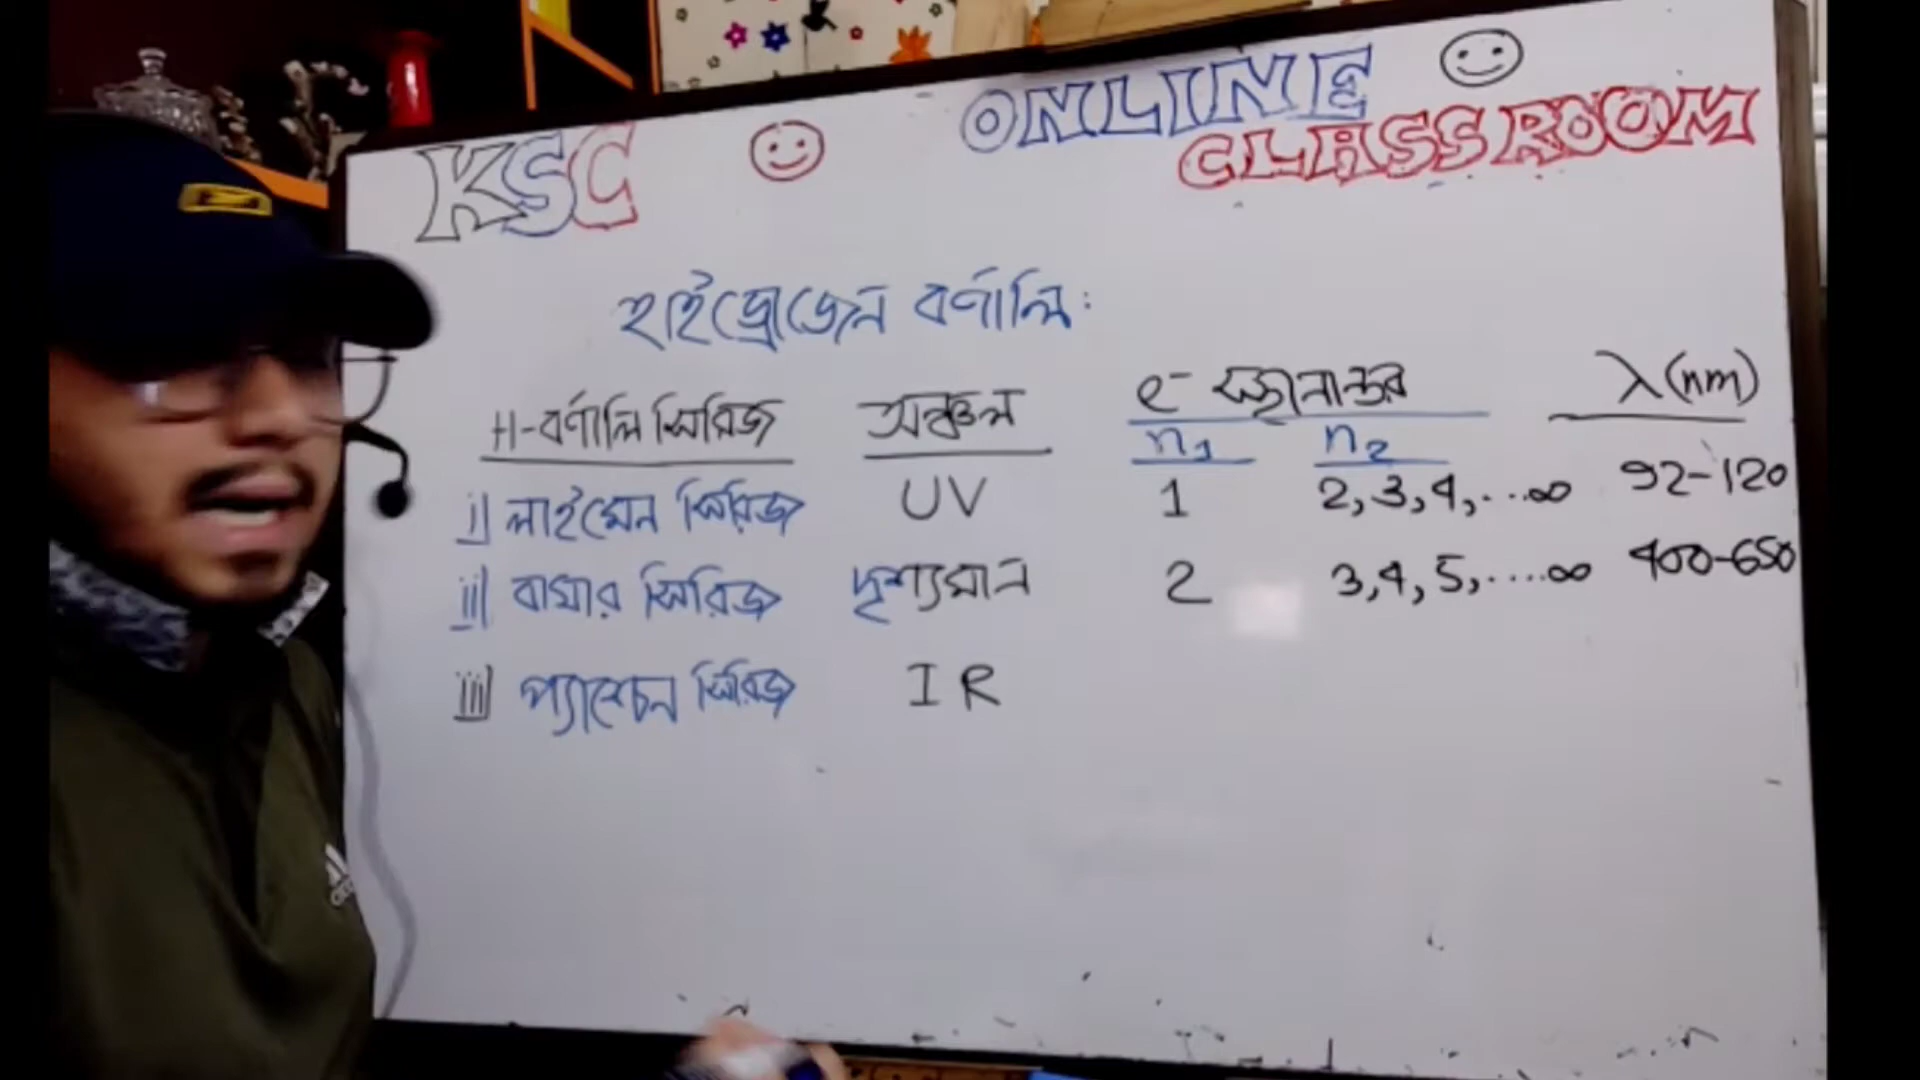 KSC ONLINE CLASSROOM
হাইড্রোজেন বর্ণালি:
H-বর্ণালি সিরিজ অঞ্চল e⁻ স্থানান্তর λ(nm)
n₁ n₂
i) লাইমেন সিরিজ UV 1 2,3,4,....∞ 92-120
ii) বামার সিরিজ দৃশ্যমান 2 3,4,5,.....∞ 400-650
iii) প্যাশ্চেন সিরিজ IR